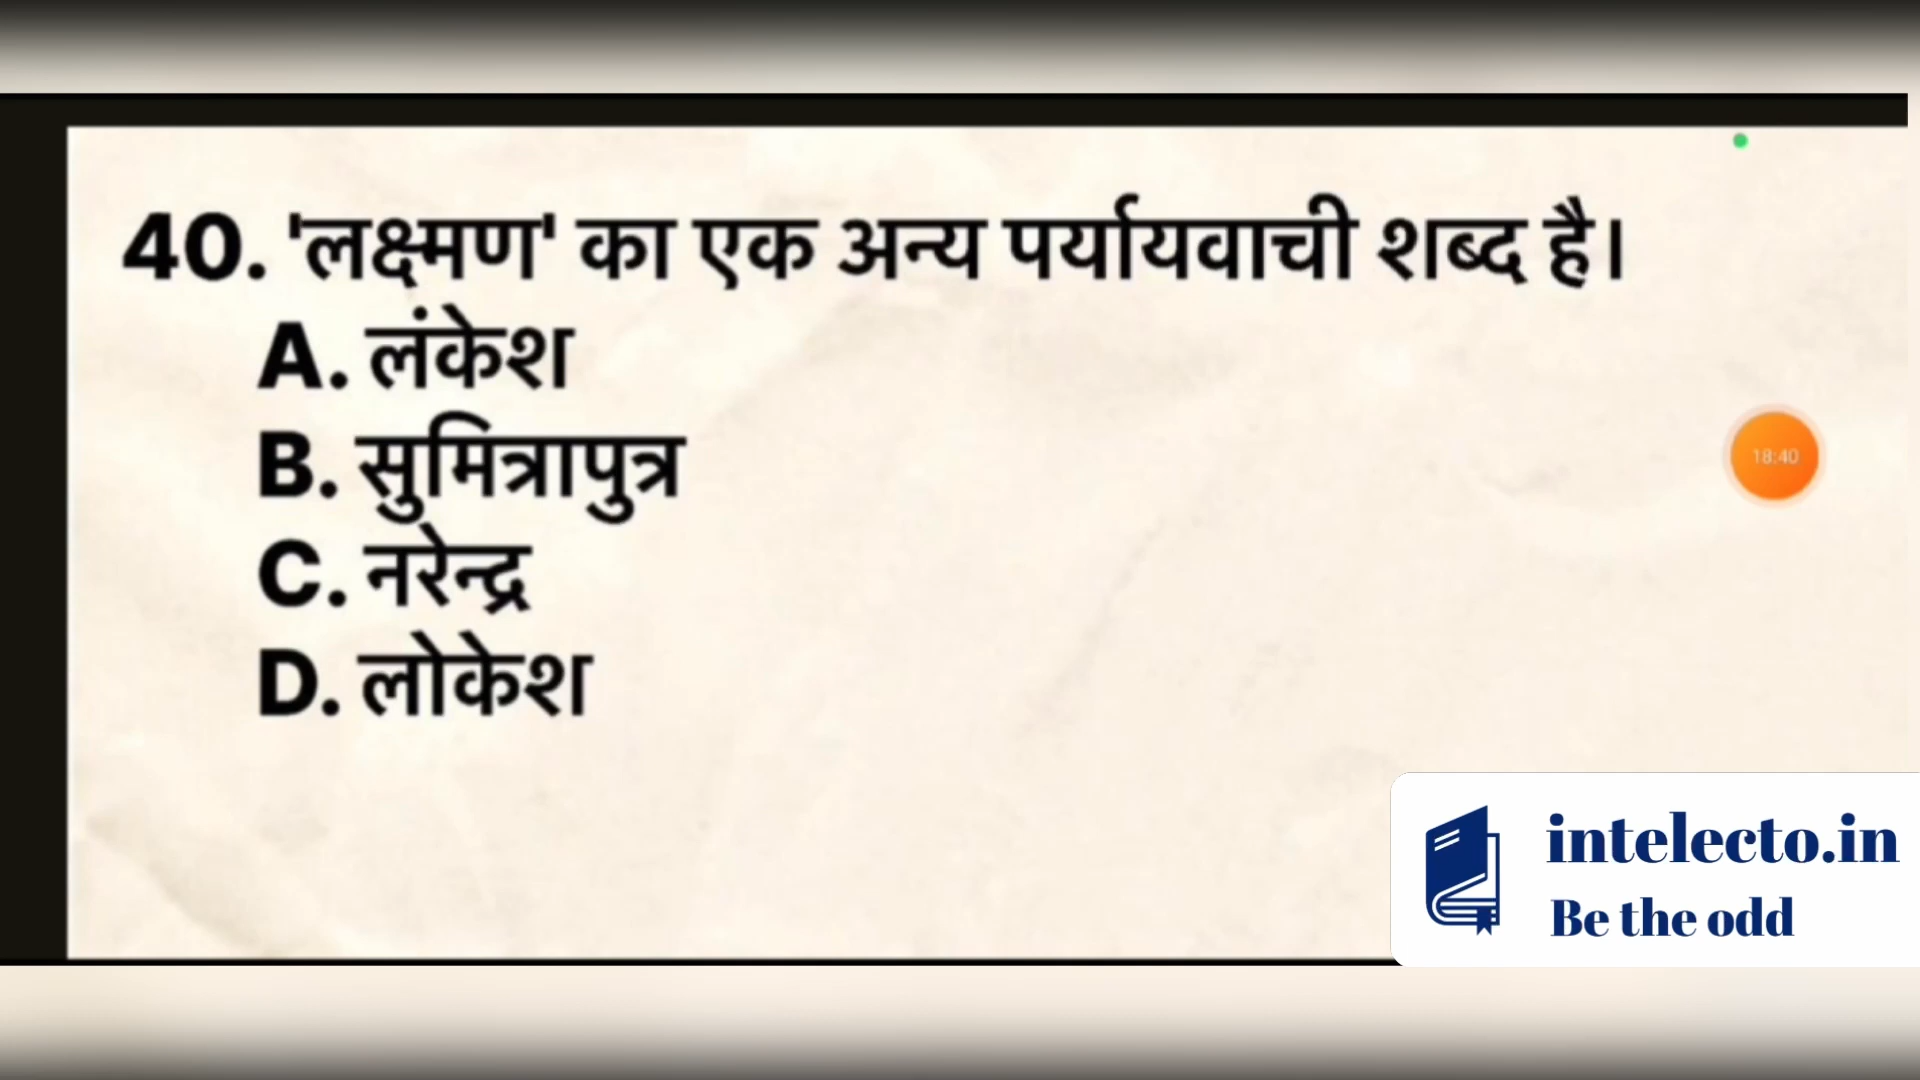 40. 'लक्ष्मण' का एक अन्य पर्यायवाची शब्द है।
A. लंकेश
B. सुमित्रापुत्र
C. नरेन्द्र
D. लोकेश
18:40
intelecto.in
Be the odd